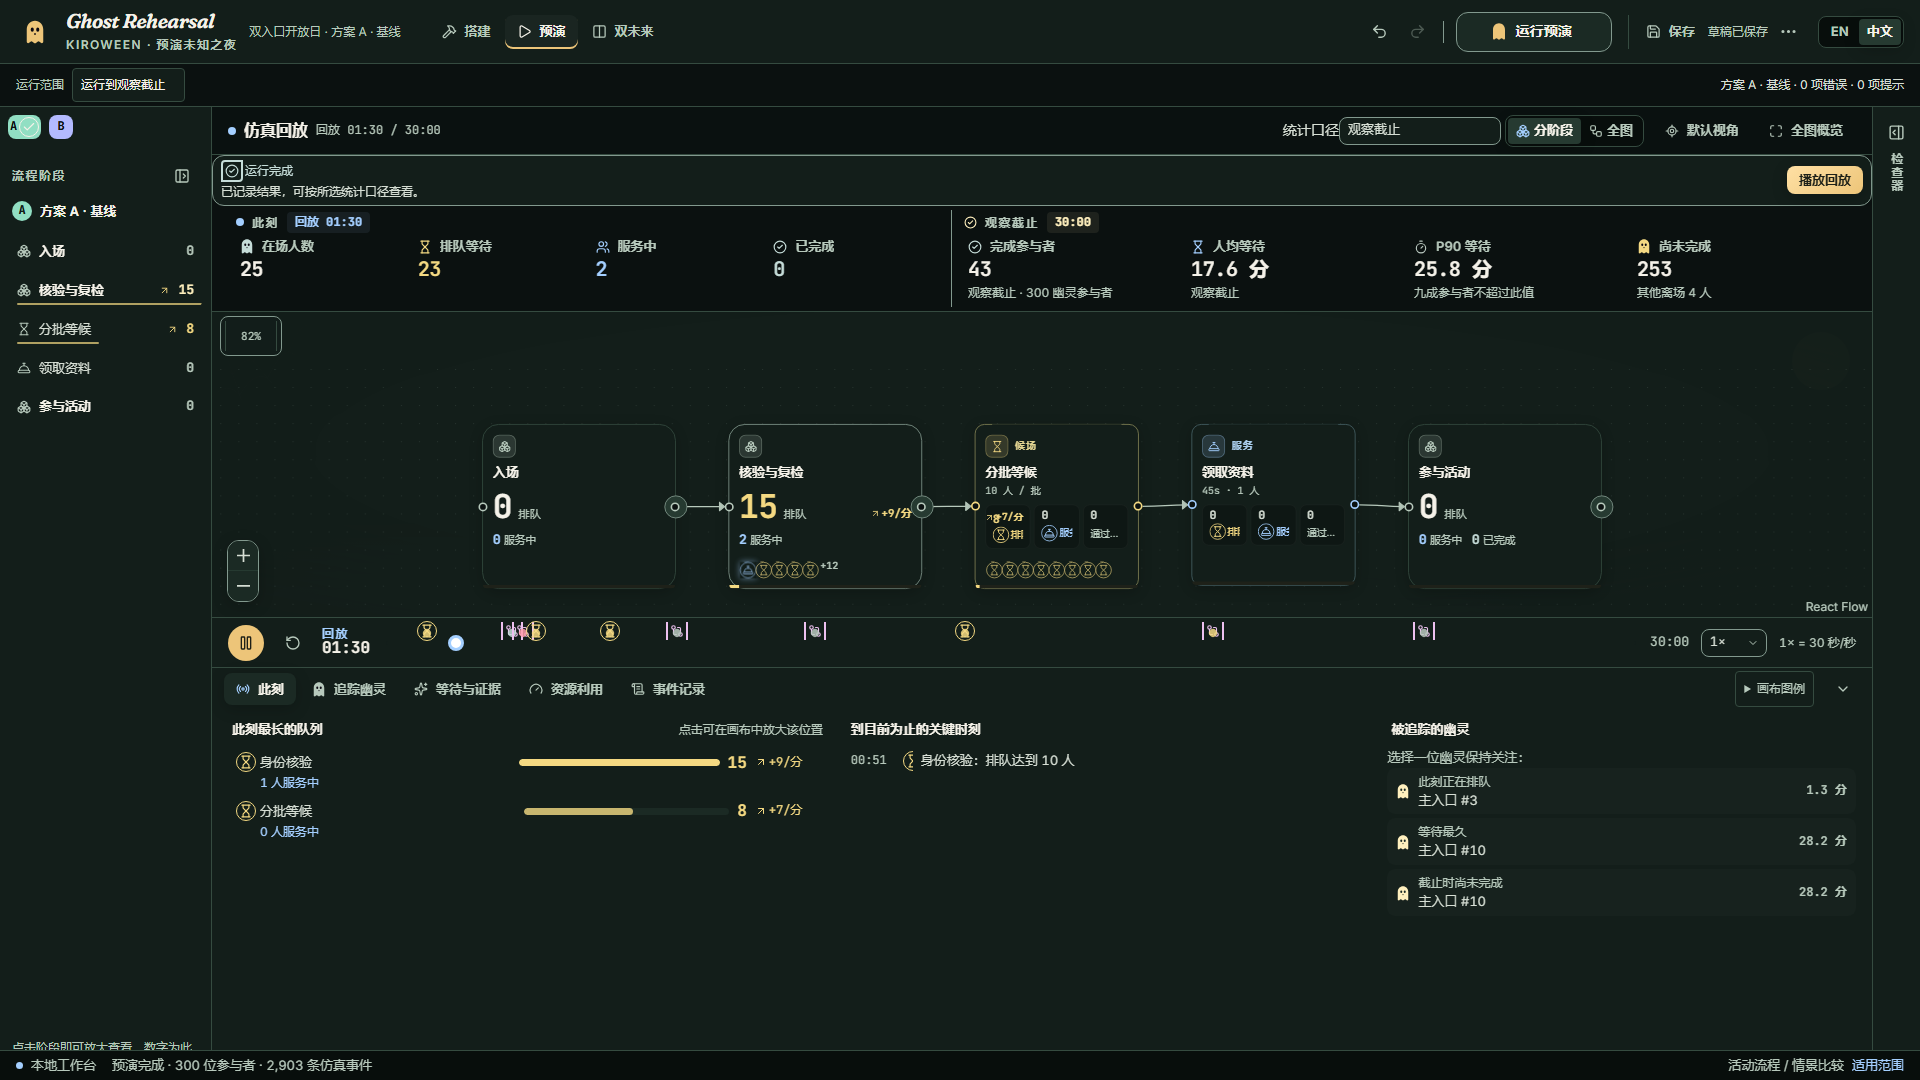 Ghost Rehearsal
KIROWEEN · 预演未知之夜
双入口开放日 · 方案 A · 基线
搭建
预演
双未来
运行预演
保存
草稿已保存
EN
中文
运行范围
运行到观察截止
方案 A · 基线 · 0 项错误 · 0 项提示
A
B
流程阶段
A 方案 A · 基线
入场 0
核验与复检 15
分批等候 8
领取资料 0
参与活动 0
仿真回放 回放 01:30 / 30:00
统计口径 观察截止
分阶段
全图
默认视角
全图概览
检查器
运行完成
已记录结果，可按所选统计口径查看。
播放回放
此刻 回放 01:30
在场人数
25
排队等待
23
服务中
2
已完成
0
观察截止 30:00
完成参与者
43
观察截止 · 300 幽灵参与者
人均等待
17.6 分
观察截止
P90 等待
25.8 分
九成参与者不超过此值
尚未完成
253
其他离场 4 人
82%
入场
0 排队
0 服务中
核验与复检
15 排队
+9/分
2 服务中
+12
候场
分批等候
10 人 / 批
+7/分
0
服务
0
通过...
服务
领取资料
45s · 1 人
0
0
0
通过...
参与活动
0 排队
0 服务中 0 已完成
React Flow
回放
01:30
30:00
1×
1× = 30 秒/秒
此刻
追踪幽灵
等待与证据
资源利用
事件记录
画布图例
此刻最长的队列
点击可在画布中放大该位置
身份核验 15 +9/分
1 人服务中
分批等候 8 +7/分
0 人服务中
到目前为止的关键时刻
00:51 身份核验：排队达到 10 人
被追踪的幽灵
选择一位幽灵保持关注：
此刻正在排队
主入口 #3
1.3 分
等待最久
主入口 #10
28.2 分
截止时尚未完成
主入口 #10
28.2 分
点击阶段即可放大查看，数字为此
本地工作台 预演完成 · 300 位参与者 · 2,903 条仿真事件
活动流程 / 情景比较 适用范围